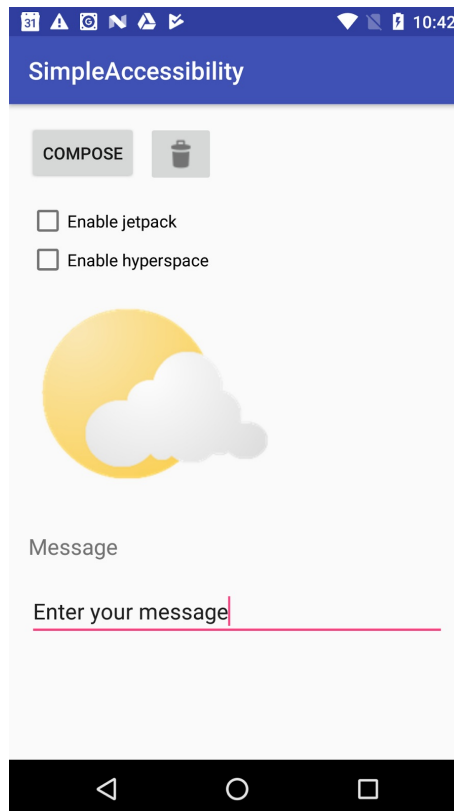 31 10:42
SimpleAccessibility
COMPOSE
Enable jetpack
Enable hyperspace
Message
Enter your message